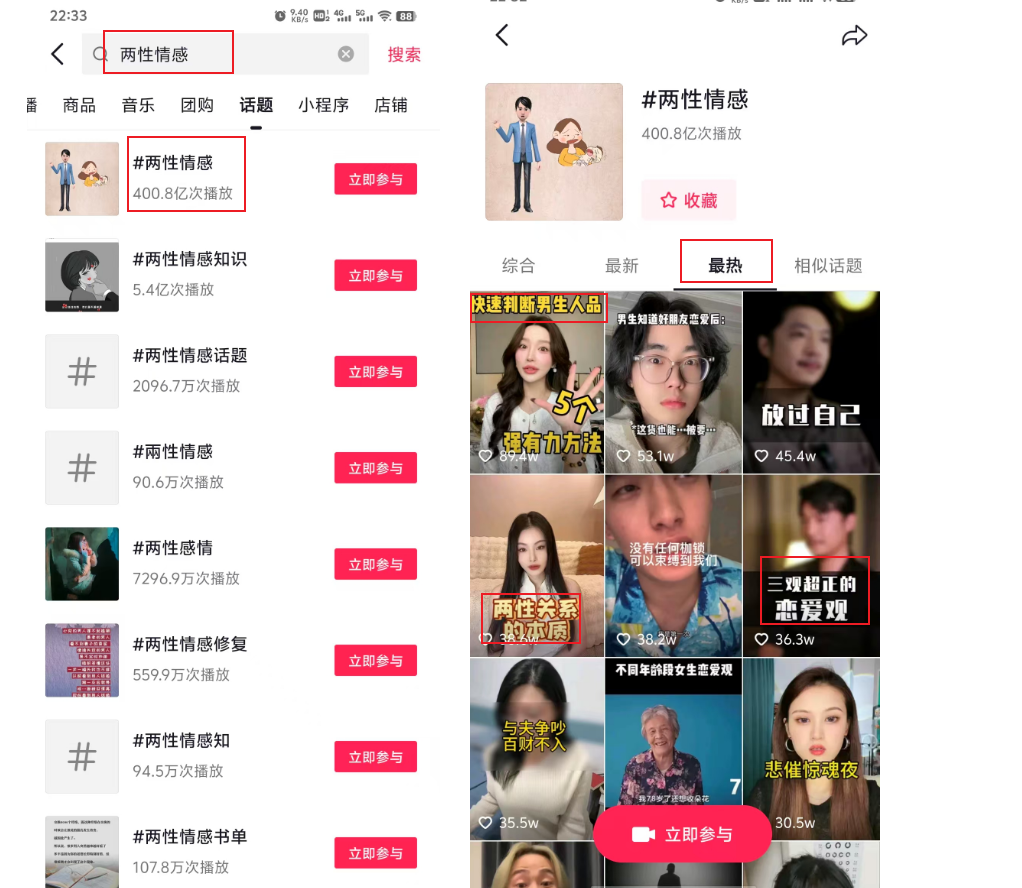 22:33
9.40 KB/s HD 1 2 4G 5G 88
两性情感
搜索
播 商品 音乐 团购 话题 小程序 店铺
#两性情感
400.8亿次播放
立即参与
#两性情感知识
5.4亿次播放
立即参与
#两性情感话题
2096.7万次播放
立即参与
#兩性情感
90.6万次播放
立即参与
#两性感情
7296.9万次播放
立即参与
#两性情感修复
559.9万次播放
立即参与
#两性情感知
94.5万次播放
立即参与
#两性情感书单
107.8万次播放
立即参与
#两性情感
400.8亿次播放
收藏
综合 最新 最热 相似话题
快速判断男生人品
5个
强有力方法
89.4w
男生知道好朋友恋爱后:
*这货也能…被要…
53.1w
放过自己
45.4w
两性关系
的本质
38.6w
没有任何枷锁
可以束缚到我们
38.2w
三观超正的
恋爱观
36.3w
与夫争吵
百财不入
35.5w
不同年龄段女生恋爱观
7
我78岁了还想收朵花
悲催惊魂夜
30.5w
立即参与